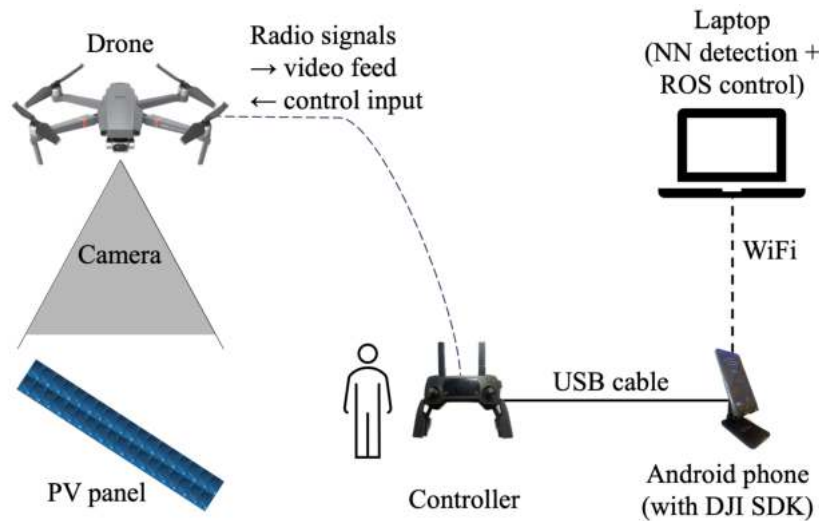 Drone
Radio signals
→ video feed
← control input
Laptop
(NN detection +
ROS control)
Camera
WiFi
USB cable
PV panel
Controller
Android phone
(with DJI SDK)